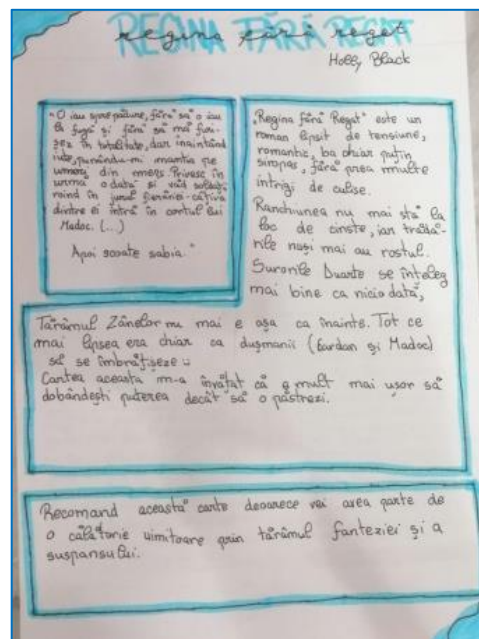 REGINA FĂRĂ REGAT
regina fără regat
Holly Black
"O iau spre pădure, fără să o iau
la fugă și fără să mă furi-
șez în totalitate, dar înaintând
iute, punându-mi mantia pe
umeri din mers. Privesc în
urmă o dată și văd soldați
roind în jurul fierăriei-câțiva
dintre ei intră în cortul lui
Madoc. (...)
Apoi scoate sabia."
„Regina fără Regat" este un
roman lipsit de tensiune,
romantic, ba chiar puțin
siropos, fără prea multe
intrigi de culise.
Ranchiunea nu mai stă la
loc de cinste, iar trădă-
rile nuși mai au rostul.
Surorile Duarte se înțeleg
mai bine ca niciodată,
Tărâmul Zânelor nu mai e așa ca înainte. Tot ce
mai lipsea era chiar ca dușmanii (Cardan și Madoc)
să se îmbrățișeze
Cartea aceasta m-a învățat că e mult mai ușor să
dobândești puterea decât să o păstrezi.
Recomand această carte deoarece vei avea parte de
o călătorie uimitoare prin tărâmul fanteziei și a
suspansului.